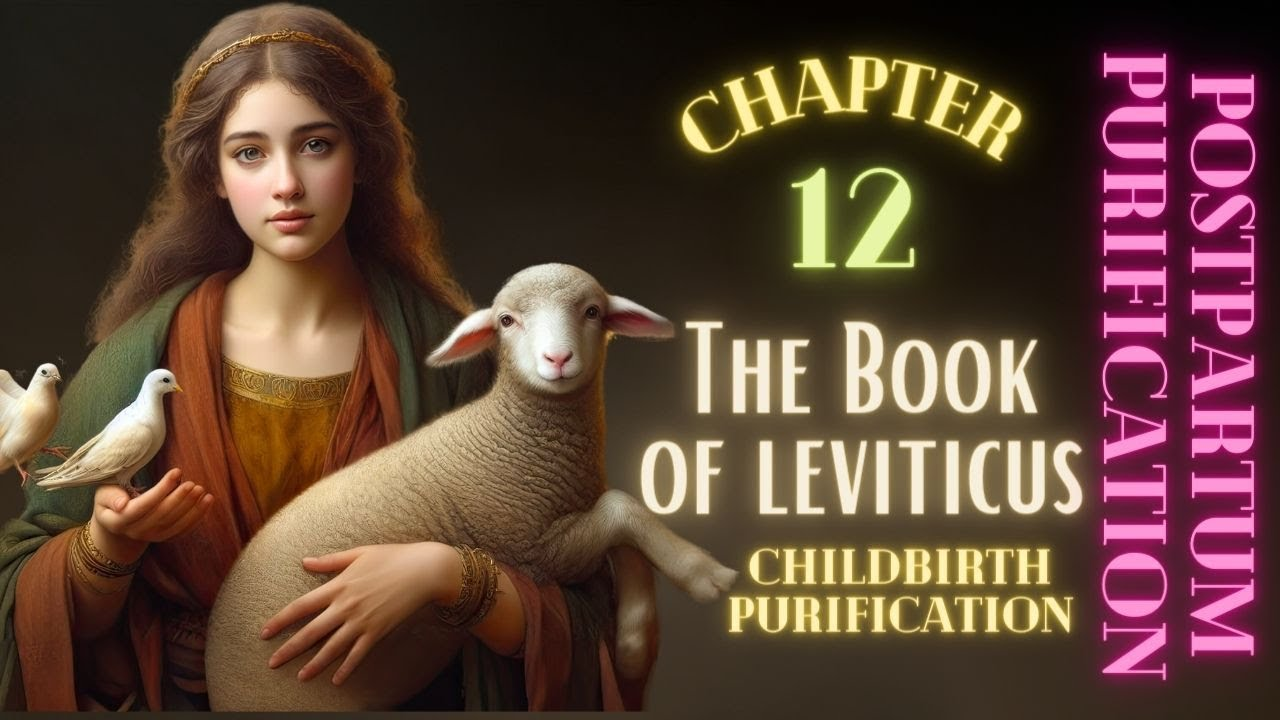 CHAPTER
12
THE BOOK
OF LEVITICUS
CHILDBIRTH
PURIFICATION
POSTPARTUM
PURIFICATION